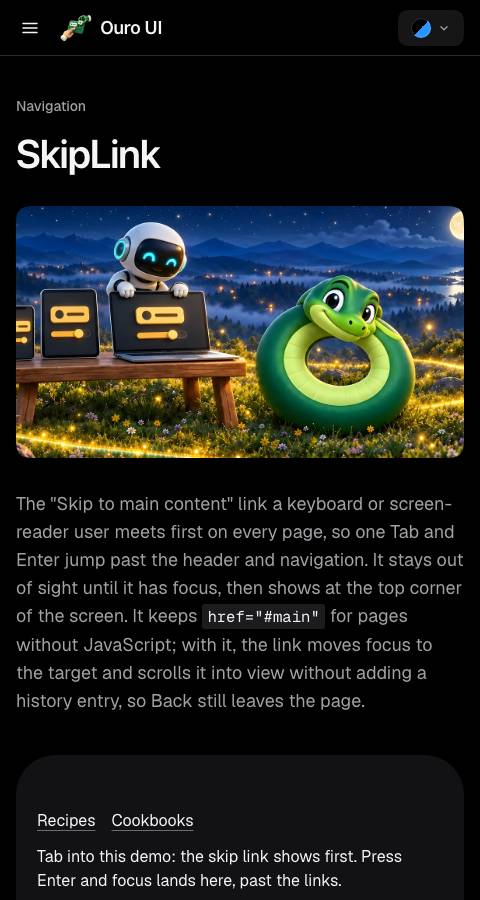 Ouro UI
Navigation
SkipLink
The "Skip to main content" link a keyboard or screen-
reader user meets first on every page, so one Tab and
Enter jump past the header and navigation. It stays out
of sight until it has focus, then shows at the top corner
of the screen. It keeps href="#main" for pages
without JavaScript; with it, the link moves focus to
the target and scrolls it into view without adding a
history entry, so Back still leaves the page.
Recipes Cookbooks
Tab into this demo: the skip link shows first. Press
Enter and focus lands here, past the links.